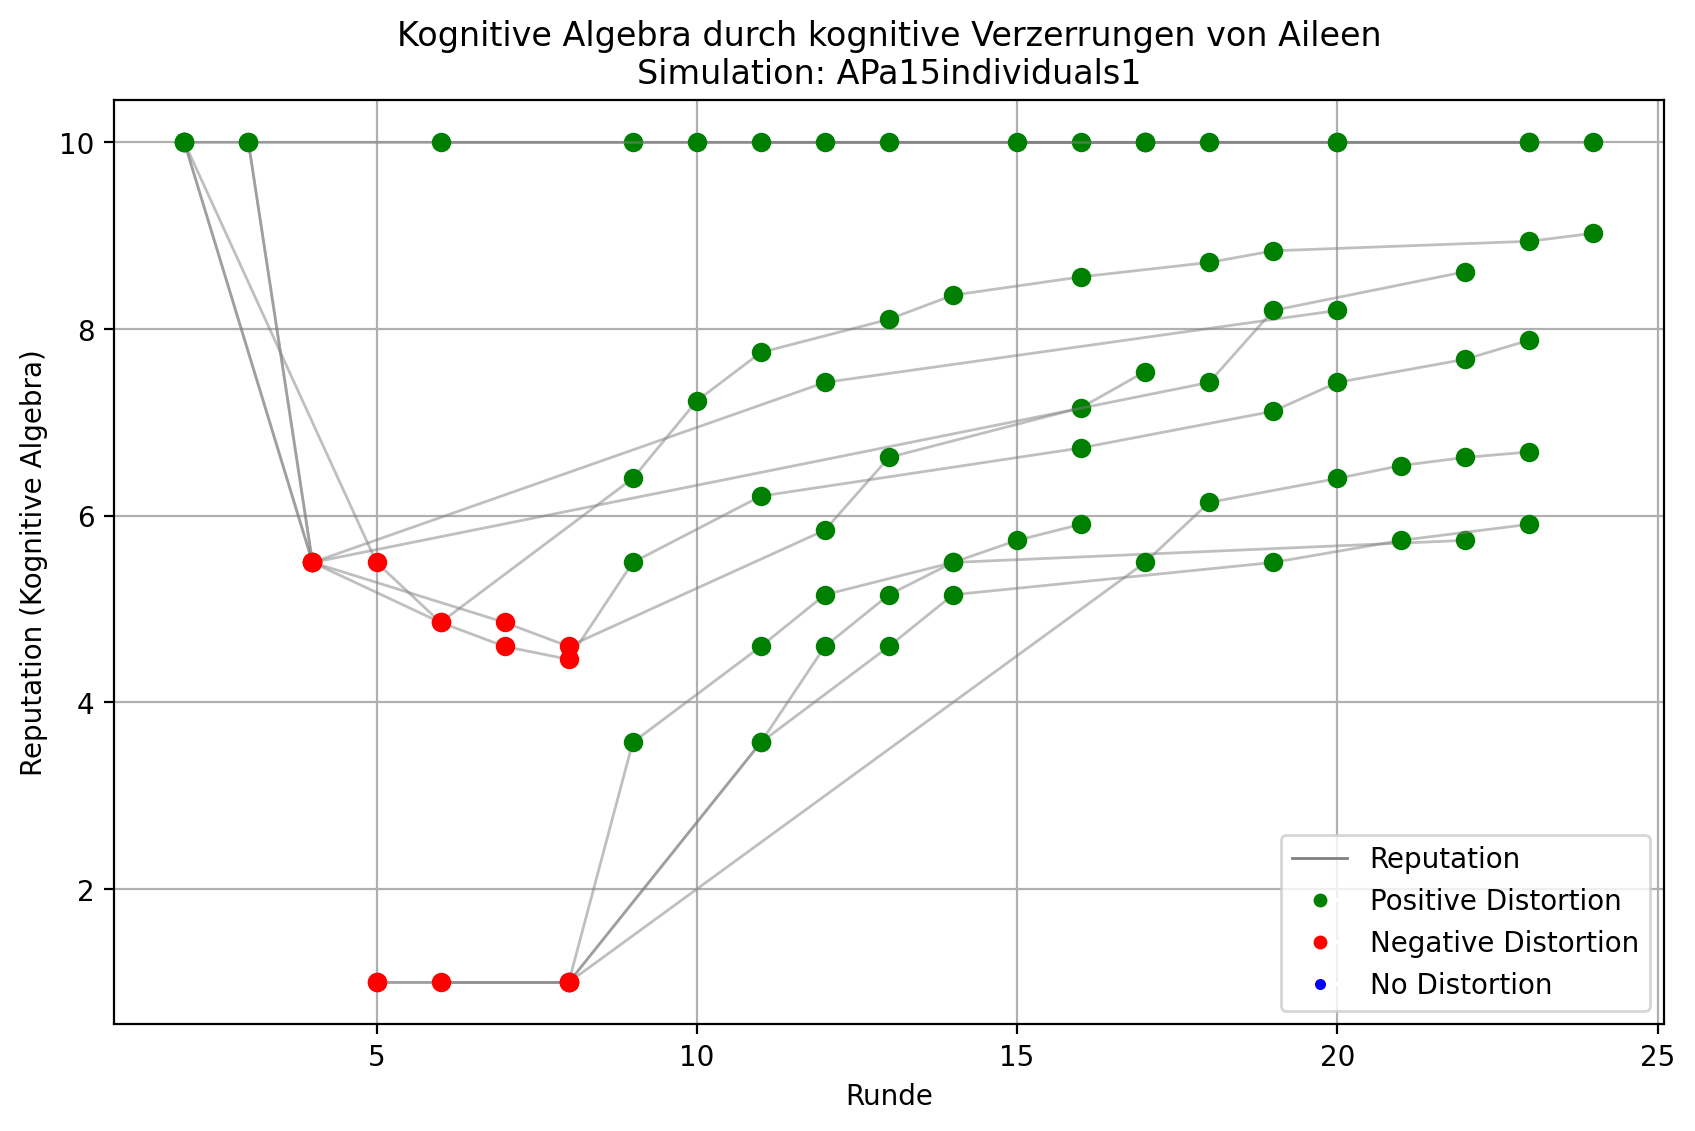 Kognitive Algebra durch kognitive Verzerrungen von Aileen
Simulation: APa15individuals1
Reputation (Kognitive Algebra)
10
8
6
4
2
5
10
15
20
25
Runde
Reputation
Positive Distortion
Negative Distortion
No Distortion